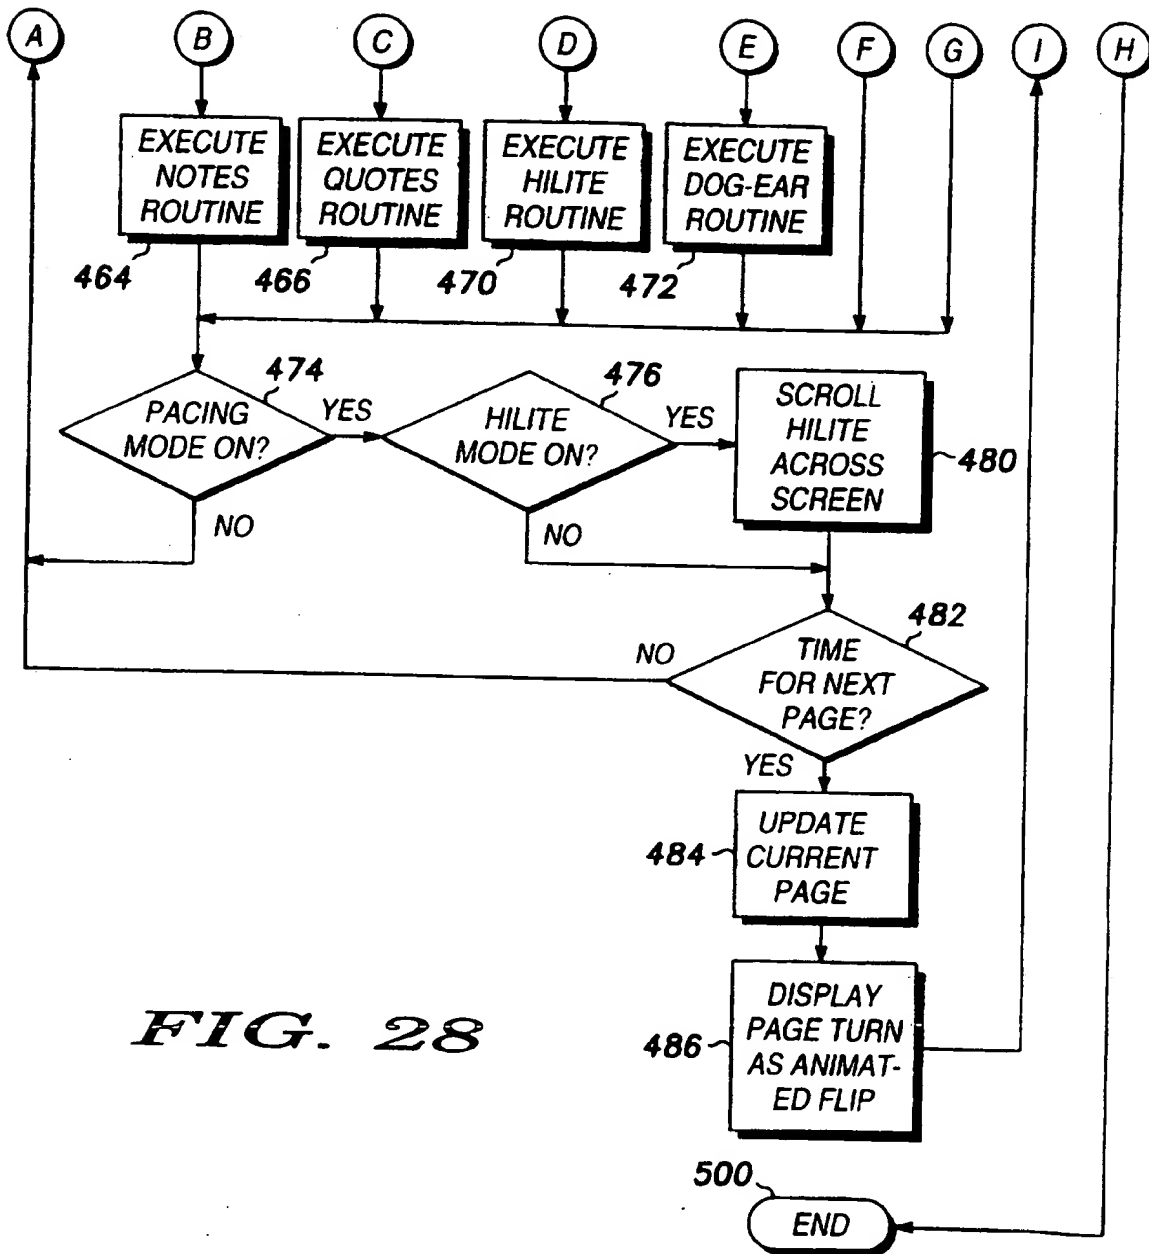 A B C D E F G I H
EXECUTE
NOTES
ROUTINE
464
EXECUTE
QUOTES
ROUTINE
466
EXECUTE
HILITE
ROUTINE
470
EXECUTE
DOG-EAR
ROUTINE
472
474
PACING
MODE ON?
YES
NO
476
HILITE
MODE ON?
YES
NO
SCROLL
HILITE
ACROSS
SCREEN
480
482
TIME
FOR NEXT
PAGE?
NO
YES
484
UPDATE
CURRENT
PAGE
486
DISPLAY
PAGE TURN
AS ANIMAT-
ED FLIP
FIG. 28
500
END